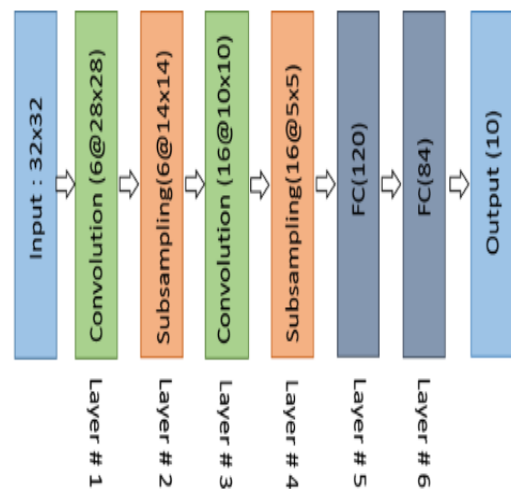 Input : 32x32
Convolution (6@28x28)
Subsampling(6@14x14)
Convolution (16@10x10)
Subsampling(16@5x5)
FC(120)
FC(84)
Output (10)
Layer # 1
Layer # 2
Layer # 3
Layer # 4
Layer # 5
Layer # 6